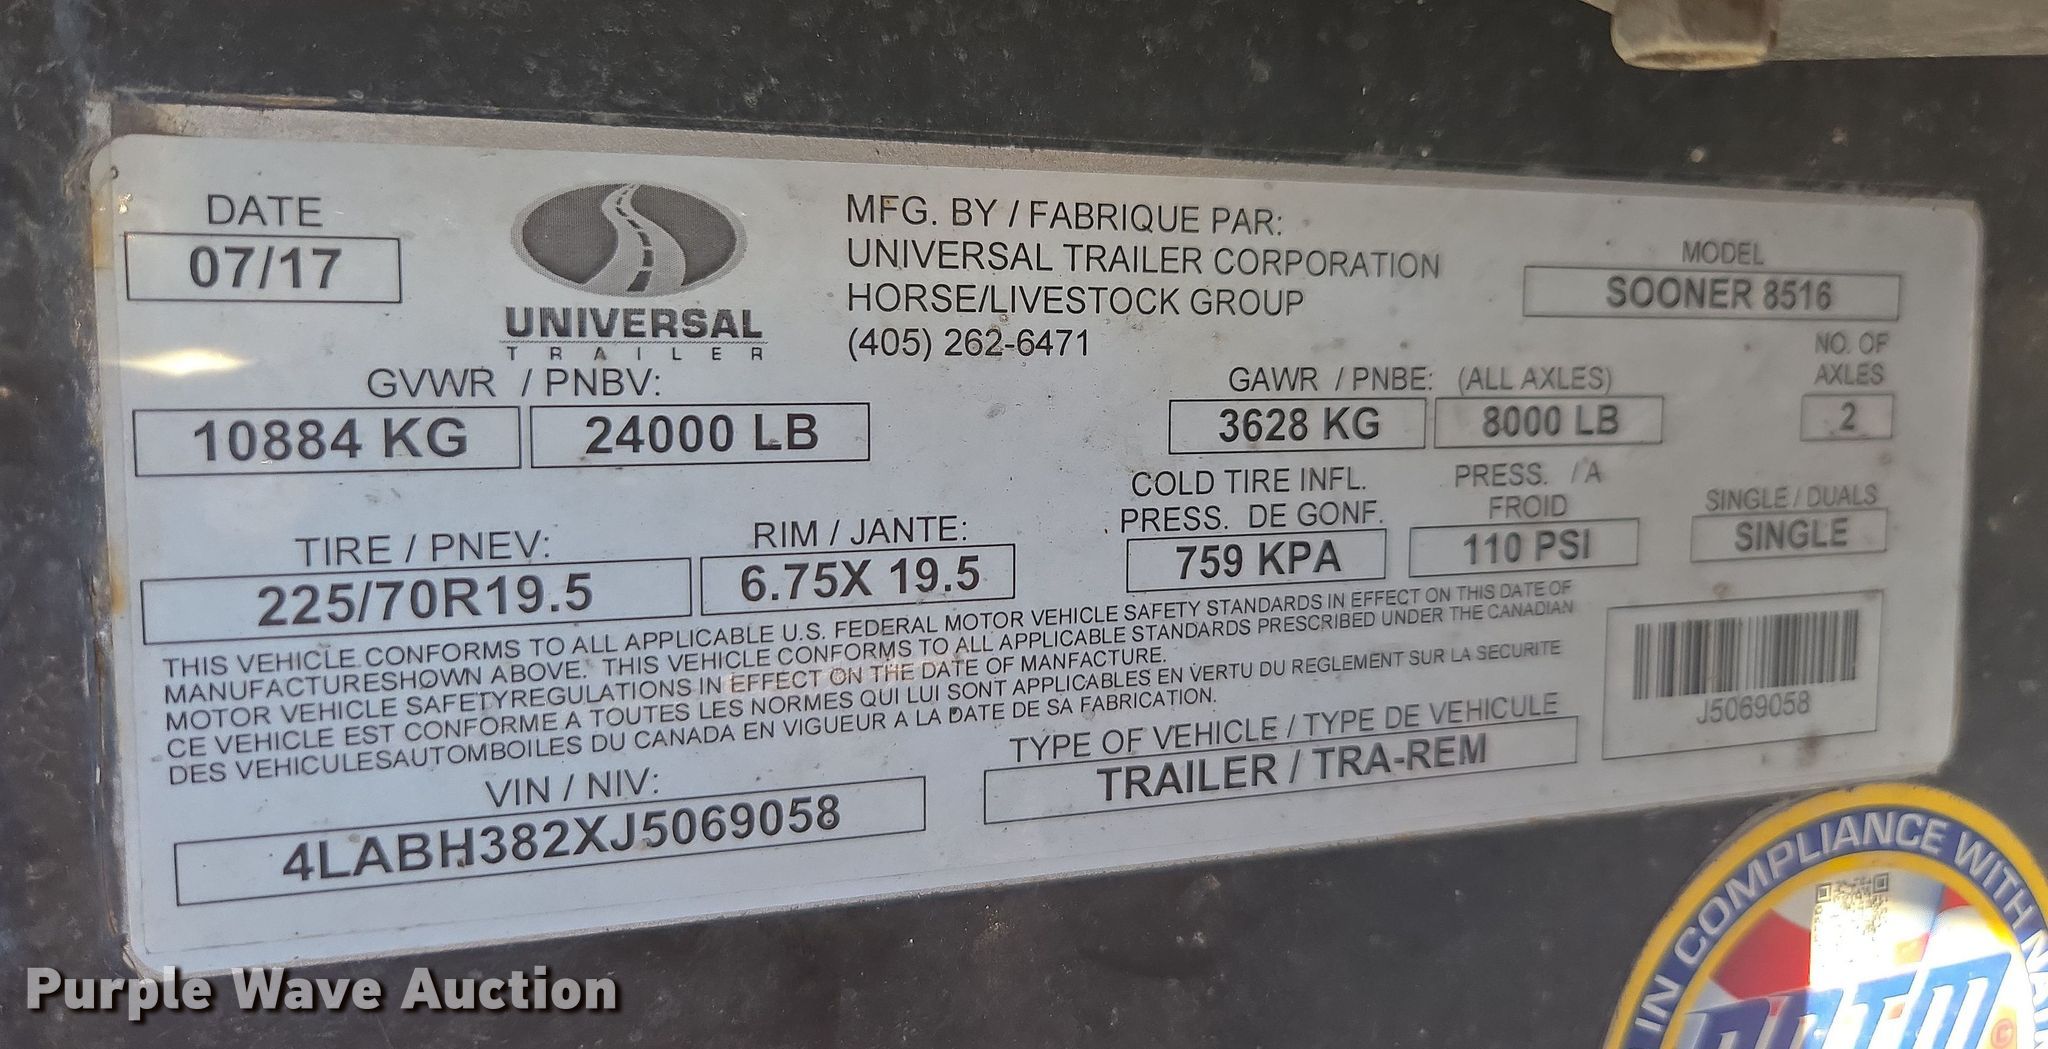 DATE
07/17
UNIVERSAL
TRAILER
MFG. BY / FABRIQUE PAR:
UNIVERSAL TRAILER CORPORATION
HORSE/LIVESTOCK GROUP
(405) 262-6471
MODEL
SOONER 8516
GVWR / PNBV:
10884 KG 24000 LB
GAWR / PNBE: (ALL AXLES)
3628 KG 8000 LB
NO. OF
AXLES
2
TIRE / PNEV:
225/70R19.5
RIM / JANTE:
6.75X 19.5
COLD TIRE INFL. PRESS. / A
PRESS. DE GONF. FROID
759 KPA 110 PSI
SINGLE / DUALS
SINGLE
THIS VEHICLE CONFORMS TO ALL APPLICABLE U.S. FEDERAL MOTOR VEHICLE SAFETY STANDARDS IN EFFECT ON THIS DATE OF
MANUFACTURESHOWN ABOVE. THIS VEHICLE CONFORMS TO ALL APPLICABLE STANDARDS PRESCRIBED UNDER THE CANADIAN
MOTOR VEHICLE SAFETYREGULATIONS IN EFFECT ON THE DATE OF MANFACTURE.
CE VEHICLE EST CONFORME A TOUTES LES NORMES QUI LUI SONT APPLICABLES EN VERTU DU REGLEMENT SUR LA SECURITE
DES VEHICULESAUTOMBOILES DU CANADA EN VIGUEUR A LA DATE DE SA FABRICATION.
VIN / NIV:
4LABH382XJ5069058
TYPE OF VEHICLE / TYPE DE VEHICULE
TRAILER / TRA-REM
J5069058
IN COMPLIANCE WITH
Purple Wave Auction